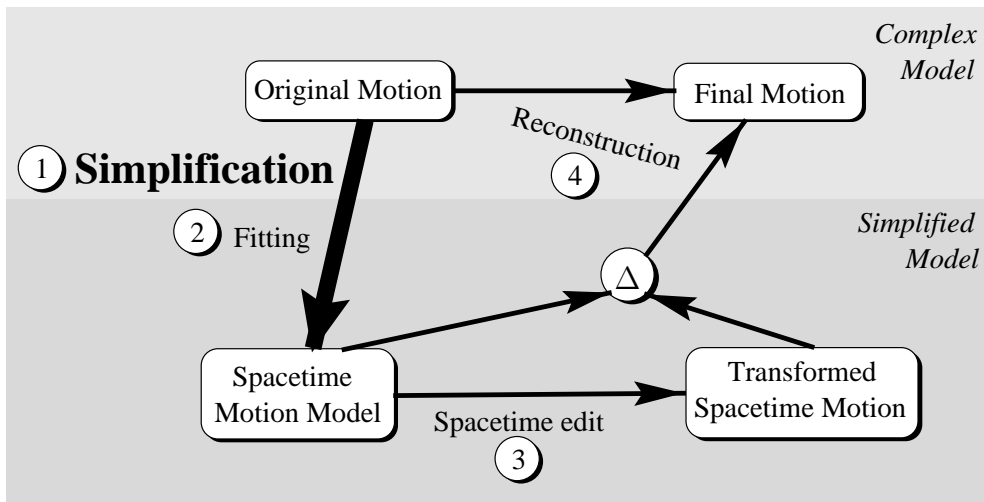 Complex
Model
Original Motion
Final Motion
Reconstruction
4
1 Simplification
2 Fitting
Simplified
Model
Δ
Spacetime
Motion Model
Transformed
Spacetime Motion
Spacetime edit
3